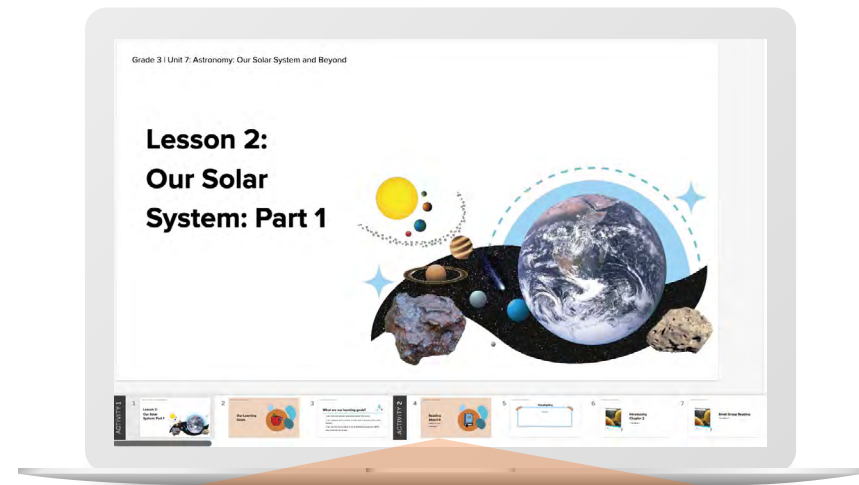 Grade 3 | Unit 7: Astronomy: Our Solar System and Beyond
Lesson 2:
Our Solar
System: Part 1
ACTIVITY 1
1
Lesson 2:
Our Solar
System: Part 1
2
Our Learning
Goals
3
What are our learning goals?
ACTIVITY 2
4
Reading
5
6
Introducing
Chapter 2
7
Small Group Reading